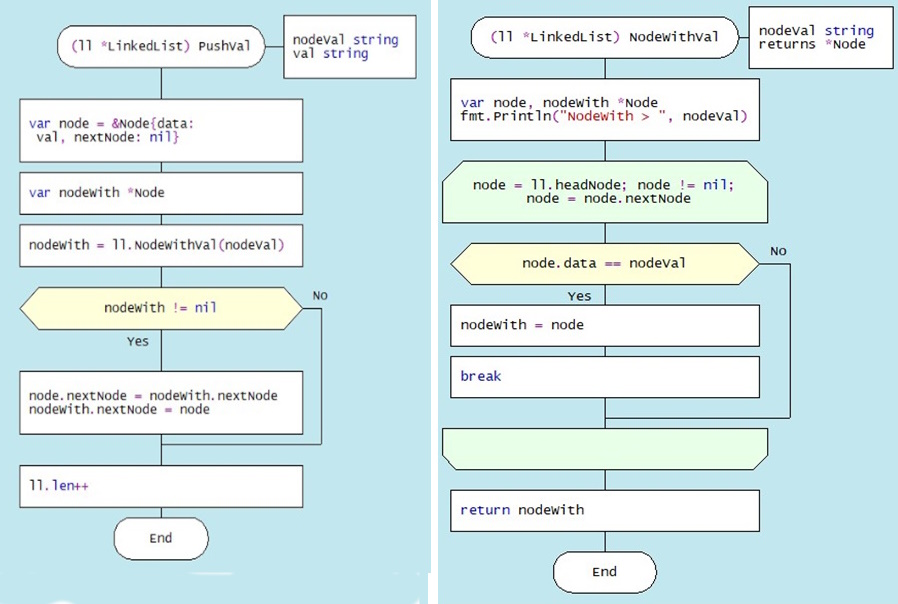 (ll *LinkedList) PushVal
nodeVal string
val string
var node = &Node{data:
val, nextNode: nil}
var nodeWith *Node
nodeWith = ll.NodeWithVal(nodeVal)
nodeWith != nil
No
Yes
node.nextNode = nodeWith.nextNode
nodeWith.nextNode = node
ll.len++
End
(ll *LinkedList) NodeWithVal
nodeVal string
returns *Node
var node, nodeWith *Node
fmt.Println("NodeWith > ", nodeVal)
node = ll.headNode; node != nil;
node = node.nextNode
node.data == nodeVal
No
Yes
nodeWith = node
break
return nodeWith
End